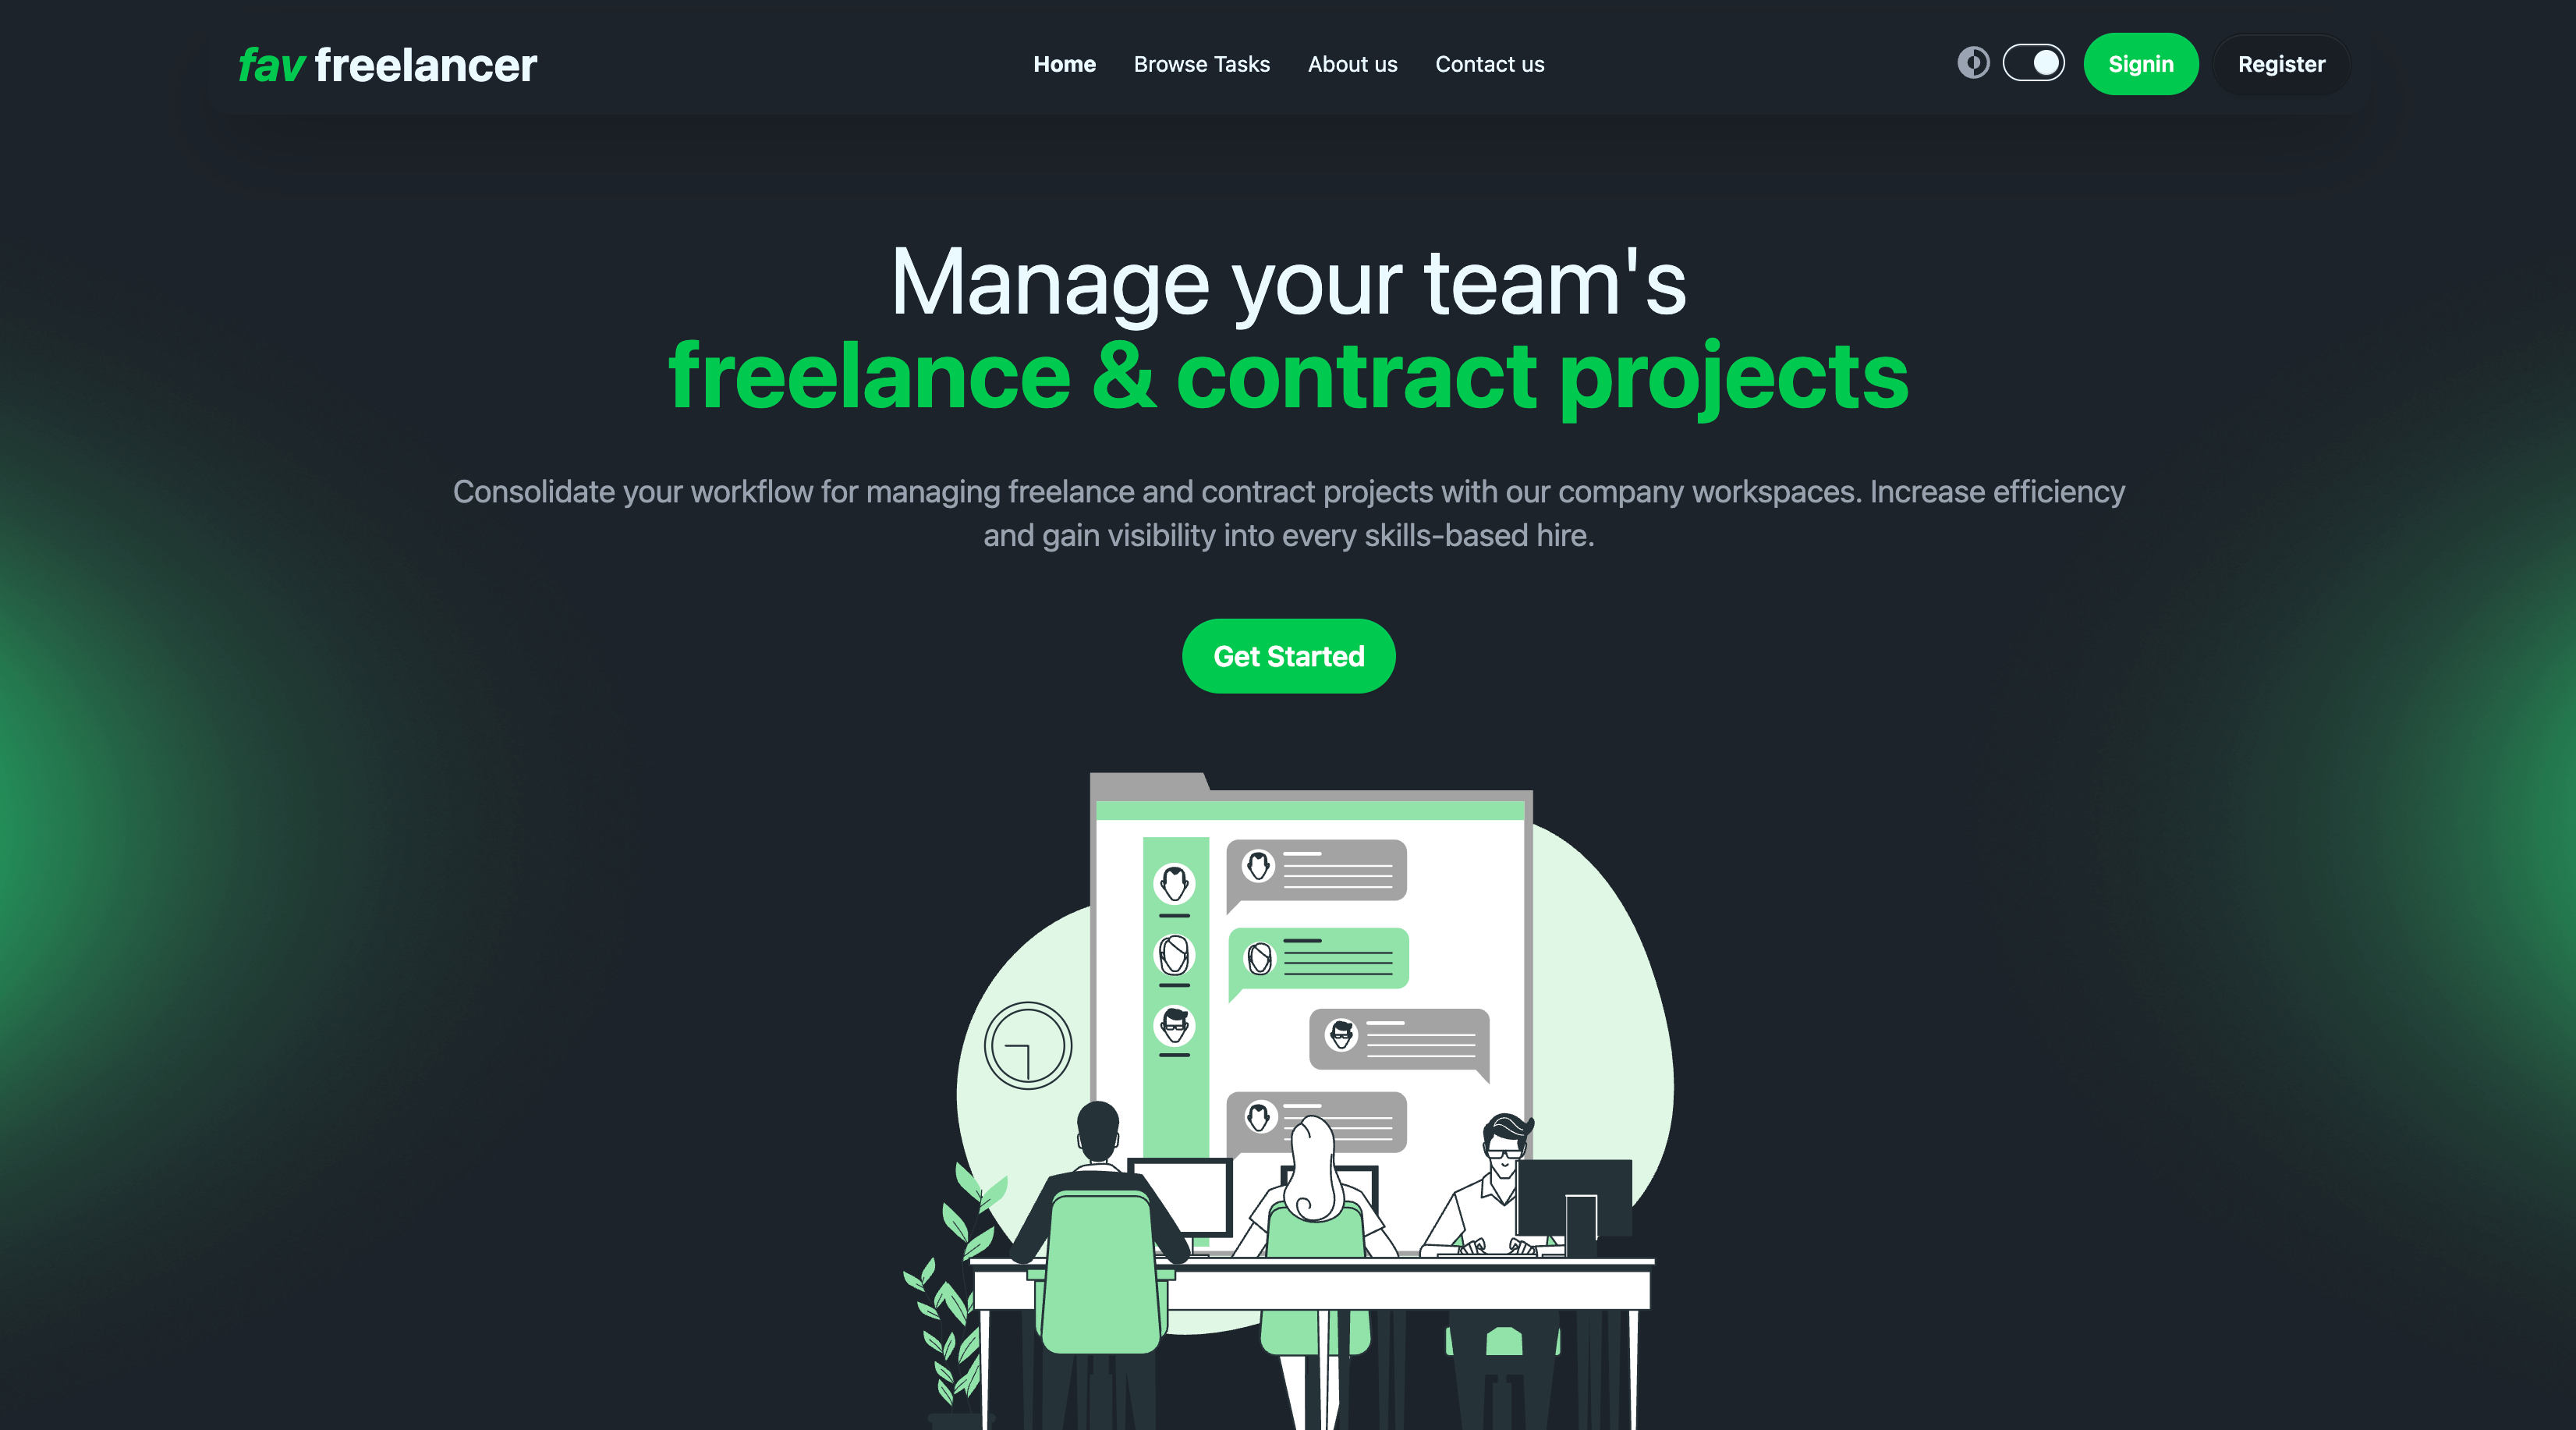 fav freelancer
Home
Browse Tasks
About us
Contact us
Signin
Register
Manage your team's
freelance & contract projects
Consolidate your workflow for managing freelance and contract projects with our company workspaces. Increase efficiency
and gain visibility into every skills-based hire.
Get Started